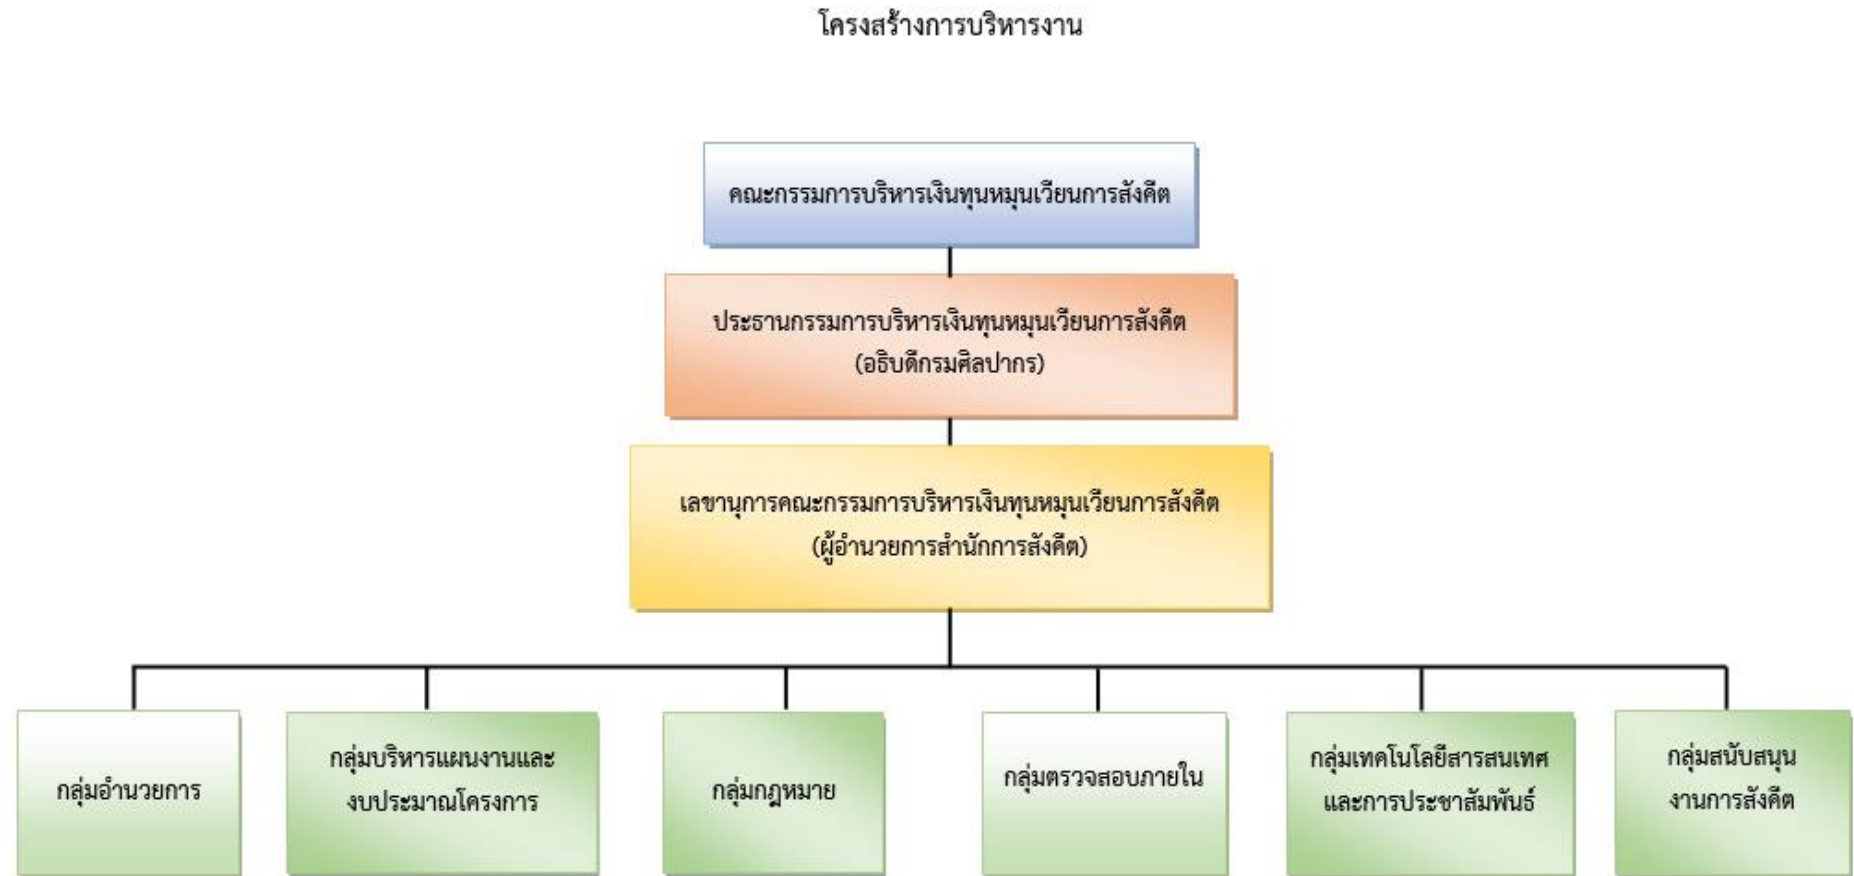 โครงสร้างการบริหารงาน
คณะกรรมการบริหารเงินทุนหมุนเวียนการสังคีต
ประธานกรรมการบริหารเงินทุนหมุนเวียนการสังคีต
(อธิบดีกรมศิลปากร)
เลขานุการคณะกรรมการบริหารเงินทุนหมุนเวียนการสังคีต
(ผู้อำนวยการสำนักการสังคีต)
กลุ่มอำนวยการ
กลุ่มบริหารแผนงานและ
งบประมาณโครงการ
กลุ่มกฎหมาย
กลุ่มตรวจสอบภายใน
กลุ่มเทคโนโลยีสารสนเทศ
และการประชาสัมพันธ์
กลุ่มสนับสนุน
งานการสังคีต